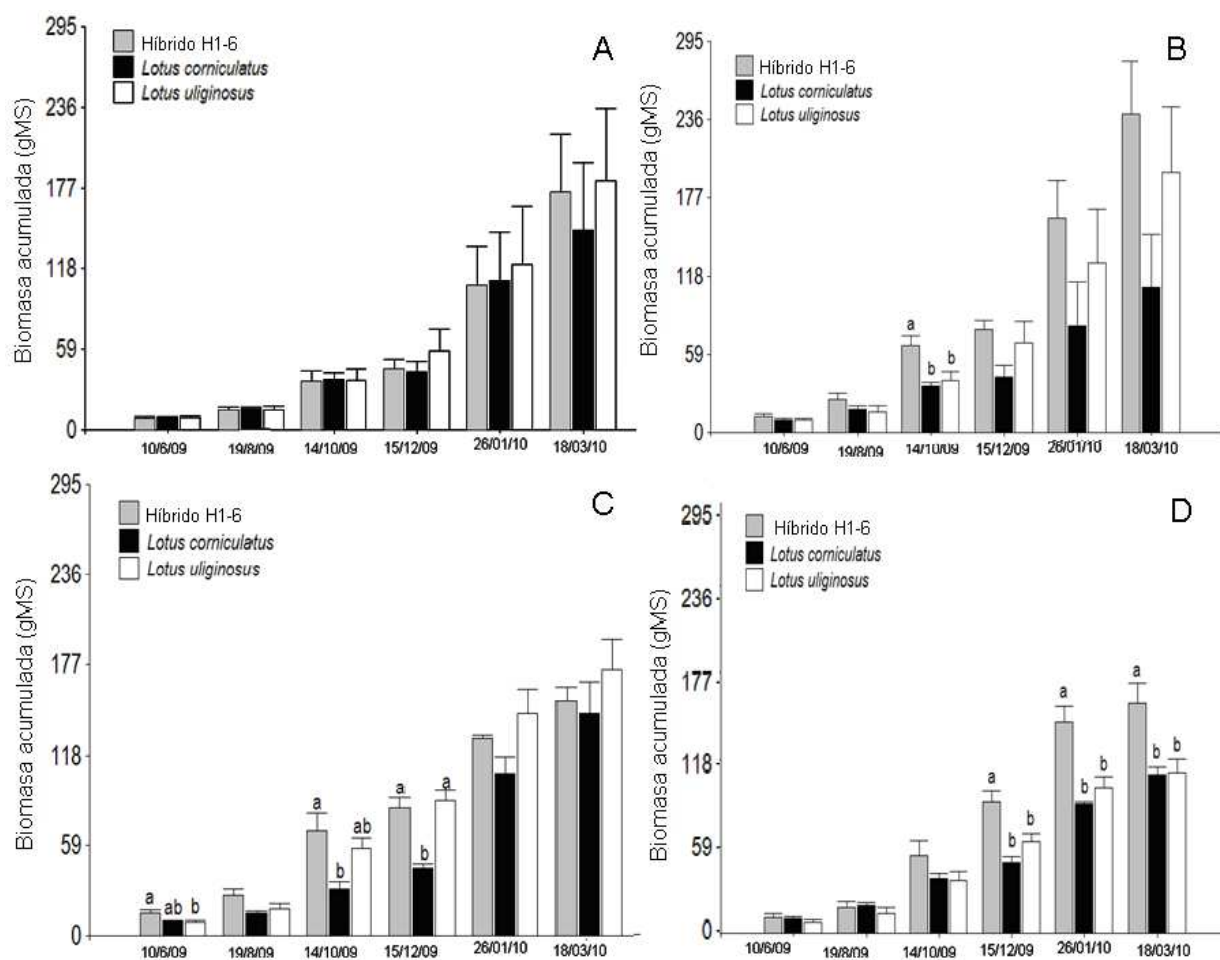 A
Híbrido H1-6
Lotus corniculatus
Lotus uliginosus
Biomasa acumulada (gMS)
295
236
177
118
59
0
10/6/09 19/8/09 14/10/09 15/12/09 26/01/10 18/03/10
B
Híbrido H1-6
Lotus corniculatus
Lotus uliginosus
Biomasa acumulada (gMS)
295
236
177
118
59
0
a b b
10/6/09 19/8/09 14/10/09 15/12/09 26/01/10 18/03/10
C
Híbrido H1-6
Lotus corniculatus
Lotus uliginosus
Biomasa acumulada (gMS)
295
236
177
118
59
0
a ab b a b ab a b a
10/6/09 19/8/09 14/10/09 15/12/09 26/01/10 18/03/10
D
Híbrido H1-6
Lotus corniculatus
Lotus uliginosus
Biomasa acumulada (gMS)
295
236
177
118
59
0
a b b a b b a b b
10/6/09 19/8/09 14/10/09 15/12/09 26/01/10 18/03/10